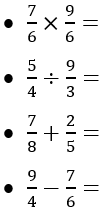 • 7/6 × 9/6 =
• 5/4 ÷ 9/3 =
• 7/8 + 2/5 =
• 9/4 − 7/6 =